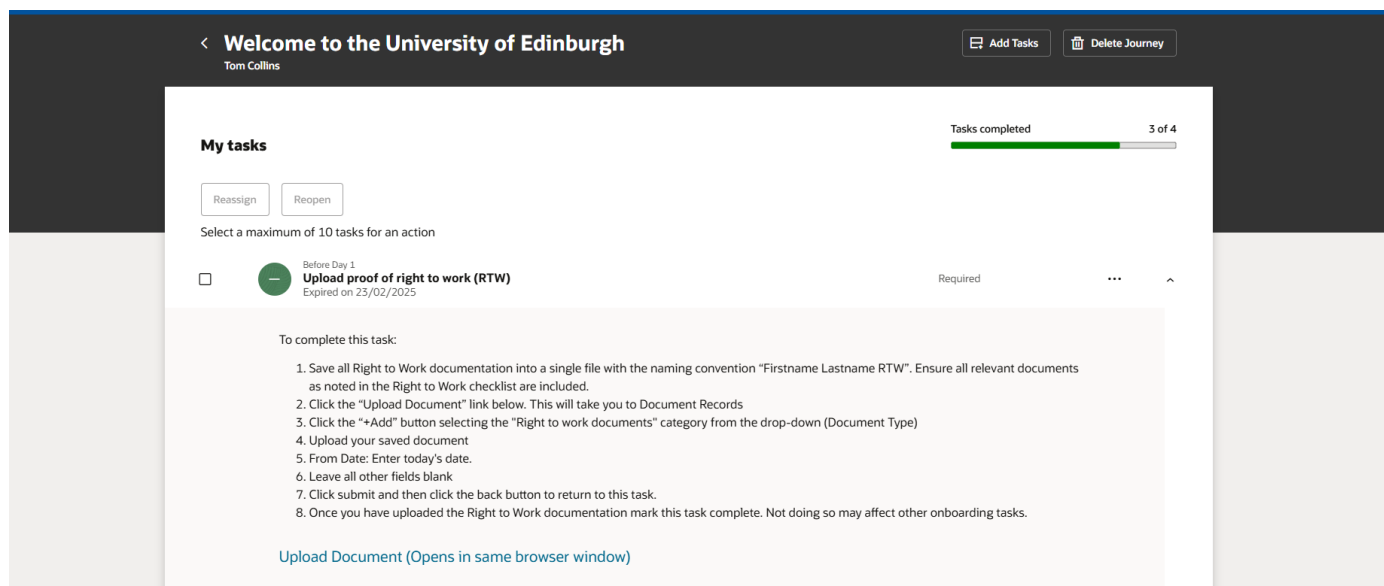 Welcome to the University of Edinburgh
Tom Collins
Add Tasks
Delete Journey
My tasks
Tasks completed
3 of 4
Reassign
Reopen
Select a maximum of 10 tasks for an action
Before Day 1
Upload proof of right to work (RTW)
Expired on 23/02/2025
Required
To complete this task:
1. Save all Right to Work documentation into a single file with the naming convention “Firstname Lastname RTW”. Ensure all relevant documents
as noted in the Right to Work checklist are included.
2. Click the “Upload Document” link below. This will take you to Document Records
3. Click the “+Add” button selecting the "Right to work documents" category from the drop-down (Document Type)
4. Upload your saved document
5. From Date: Enter today’s date.
6. Leave all other fields blank
7. Click submit and then click the back button to return to this task.
8. Once you have uploaded the Right to Work documentation mark this task complete. Not doing so may affect other onboarding tasks.
Upload Document (Opens in same browser window)